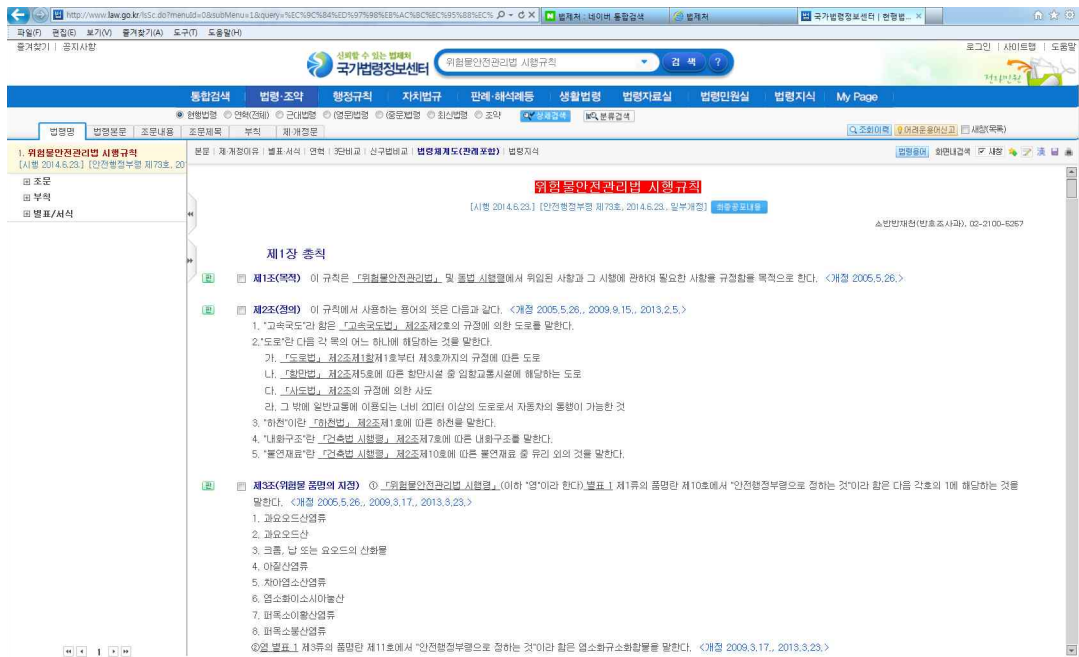 http://www.law.go.kr/lsSc.do?menuId=0&subMenu=1&query=%EC%9C%84%ED%97%98%EB%AC%BC%EC%95%88%EC%
법제처 : 네이버 통합검색
법제처
국가법령정보센터 | 현행법...
파일(F) 편집(E) 보기(V) 즐겨찾기(A) 도구(T) 도움말(H)
즐겨찾기 | 공지사항
로그인 | 사이트맵 | 도움말
신뢰할 수 있는 법제처
국가법령정보센터
위험물안전관리법 시행규칙
검 색
?
통합검색 법령·조약 행정규칙 자치법규 판례·해석례등 생활법령 법령자료실 법령민원실 법령지식 My Page
현행법령 연혁(전체) 근대법령 (영문)법령 (중문)법령 최신법령 조약 상세검색 분류검색
법령명 법령본문 조문내용 조문제목 부칙 제·개정문
조회이력 어려운용어신고 새창(목록)
1. 위험물안전관리법 시행규칙
[시행 2014.6.23.] [안전행정부령 제73호, 20
조문
부칙
별표/서식
본문 | 제·개정이유 | 별표·서식 | 연혁 | 3단비교 | 신구법비교 | 법령체계도(판례포함) | 법령지식
법령용어 화면내검색 새창
위험물안전관리법 시행규칙
[시행 2014.6.23.] [안전행정부령 제73호, 2014.6.23., 일부개정]
02-2100-5257
제1장 총칙
제1조(목적) 이 규칙은 「위험물안전관리법」 및 동법 시행령에서 위임된 사항과 그 시행에 관하여 필요한 사항을 규정함을 목적으로 한다. <개정 2005.5.26.>
제2조(정의) 이 규칙에서 사용하는 용어의 뜻은 다음과 같다. <개정 2005.5.26., 2009.9.15., 2013.2.5.>
1. "고속국도"라 함은 「고속국도법」 제2조제2호의 규정에 의한 도로를 말한다.
2."도로"란 다음 각 목의 어느 하나에 해당하는 것을 말한다.
가. 「도로법」 제2조제1항제1호부터 제3호까지의 규정에 따른 도로
나. 「항만법」 제2조제5호에 따른 항만시설 중 임항교통시설에 해당하는 도로
다. 「사도법」 제2조의 규정에 의한 사도
라. 그 밖에 일반교통에 이용되는 너비 2미터 이상의 도로로서 자동차의 통행이 가능한 것
3. "하천"이란 「하천법」 제2조제1호에 따른 하천을 말한다.
4. "내화구조"란 「건축법 시행령」 제2조제7호에 따른 내화구조를 말한다.
5. "불연재료"란 「건축법 시행령」 제2조제10호에 따른 불연재료 중 유리 외의 것을 말한다.
제3조(위험물 품명의 지정) ① 「위험물안전관리법 시행령」(이하 "영"이라 한다) 별표 1 제1류의 품명란 제10호에서 "안전행정부령으로 정하는 것"이라 함은 다음 각호의 1에 해당하는 것을
말한다. <개정 2005.5.26., 2009.3.17., 2013.3.23.>
1. 과요오드산염류
2. 과요오드산
3. 크롬, 납 또는 요오드의 산화물
4. 아질산염류
5. 차아염소산염류
6. 염소화이소시아눌산
7. 퍼옥소이황산염류
8. 퍼옥소붕산염류
②영 별표 1 제3류의 품명란 제11호에서 "안전행정부령으로 정하는 것"이라 함은 염소화규소화합물을 말한다. <개정 2009.3.17., 2013.3.23.>
1